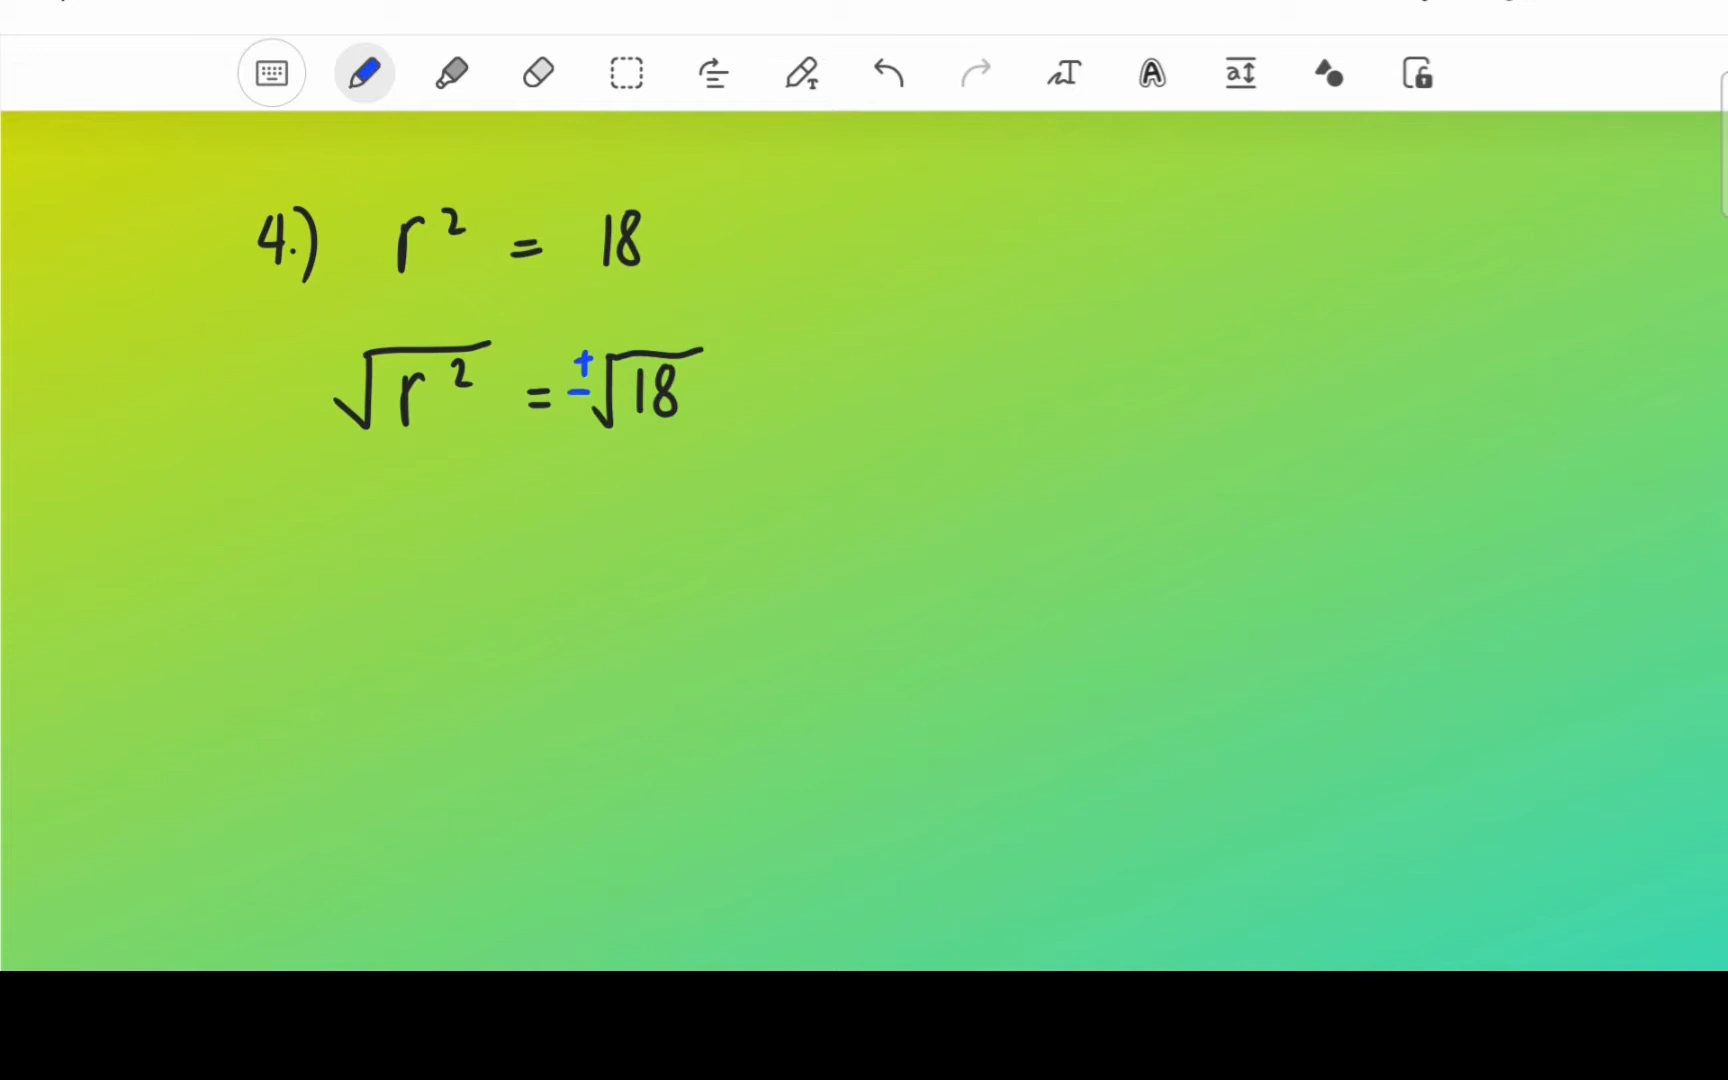 4.) r² = 18
√r² = ±√18